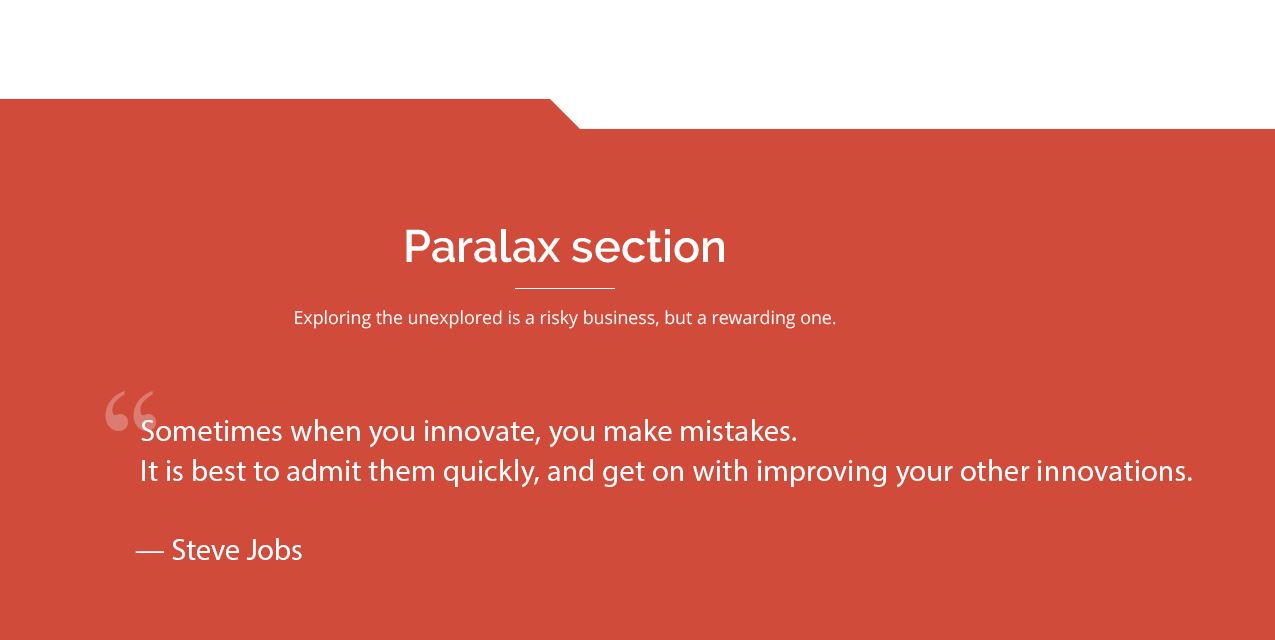 Paralax section
Exploring the unexplored is a risky business, but a rewarding one.
“Sometimes when you innovate, you make mistakes.
It is best to admit them quickly, and get on with improving your other innovations.
— Steve Jobs